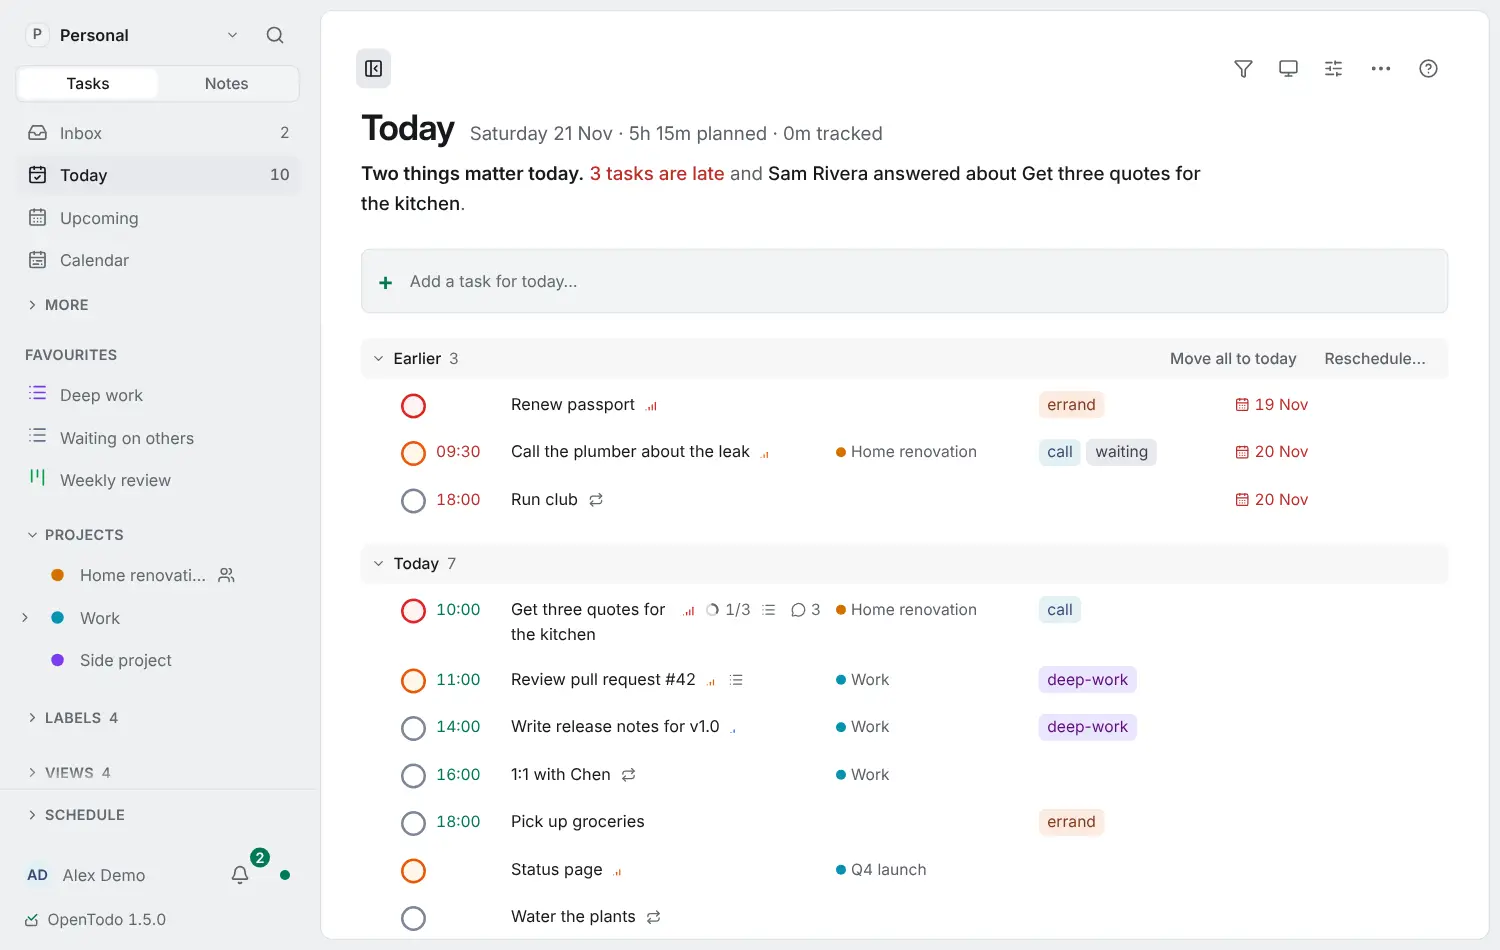 P Personal
Tasks Notes
Inbox 2
Today 10
Upcoming
Calendar
MORE
FAVOURITES
Deep work
Waiting on others
Weekly review
PROJECTS
Home renovati...
Work
Side project
LABELS 4
VIEWS 4
SCHEDULE
AD Alex Demo 2
OpenTodo 1.5.0
Today Saturday 21 Nov · 5h 15m planned · 0m tracked
Two things matter today. 3 tasks are late and Sam Rivera answered about Get three quotes for
the kitchen.
+ Add a task for today...
Earlier 3 Move all to today Reschedule...
Renew passport errand 19 Nov
09:30 Call the plumber about the leak Home renovation call waiting 20 Nov
18:00 Run club 20 Nov
Today 7
10:00 Get three quotes for 1/3 3 Home renovation call
the kitchen
11:00 Review pull request #42 Work deep-work
14:00 Write release notes for v1.0 Work deep-work
16:00 1:1 with Chen Work
18:00 Pick up groceries errand
Status page Q4 launch
Water the plants